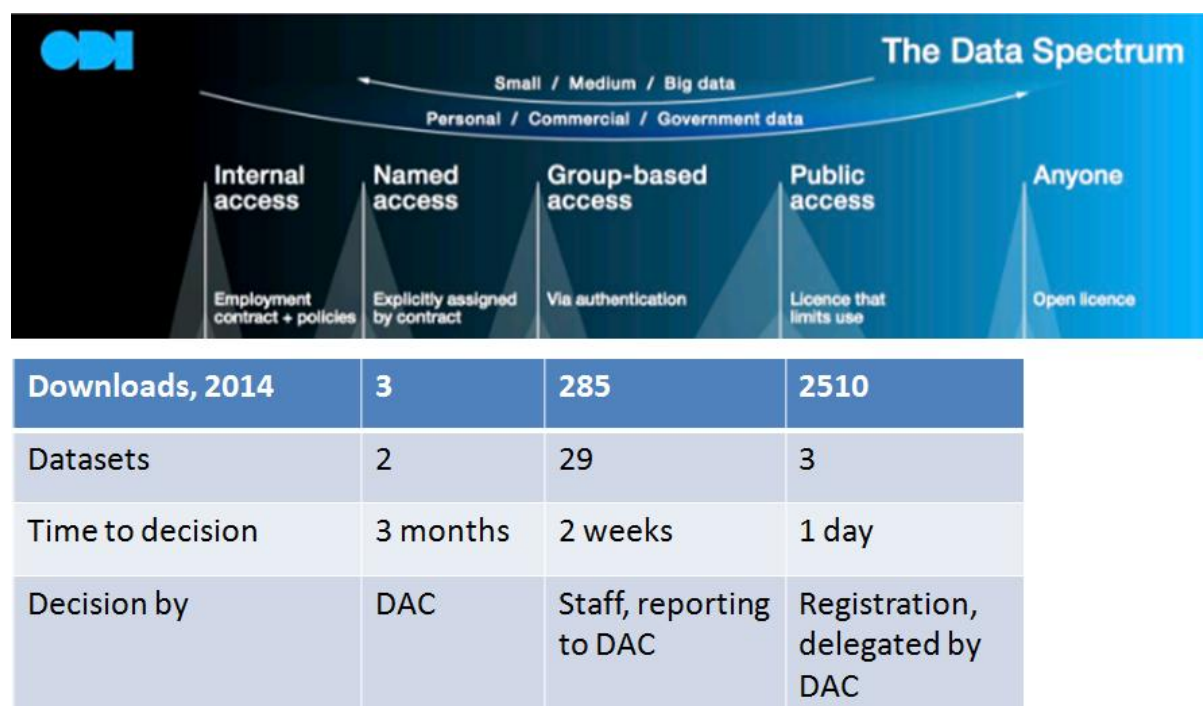 ODI
The Data Spectrum
Small / Medium / Big data
Personal / Commercial / Government data
Internal
access
Named
access
Group-based
access
Public
access
Anyone
Employment
contract + policies
Explicitly assigned
by contract
Via authentication
Licence that
limits use
Open licence
Downloads, 2014 3 285 2510
Datasets 2 29 3
Time to decision 3 months 2 weeks 1 day
Decision by DAC Staff, reporting Registration,
to DAC delegated by
DAC